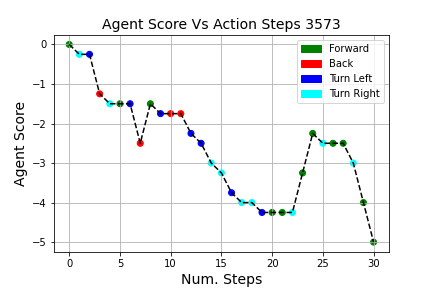 Agent Score Vs Action Steps 3573
Forward
Back
Turn Left
Turn Right
Agent Score
0
−1
−2
−3
−4
−5
0 5 10 15 20 25 30
Num. Steps